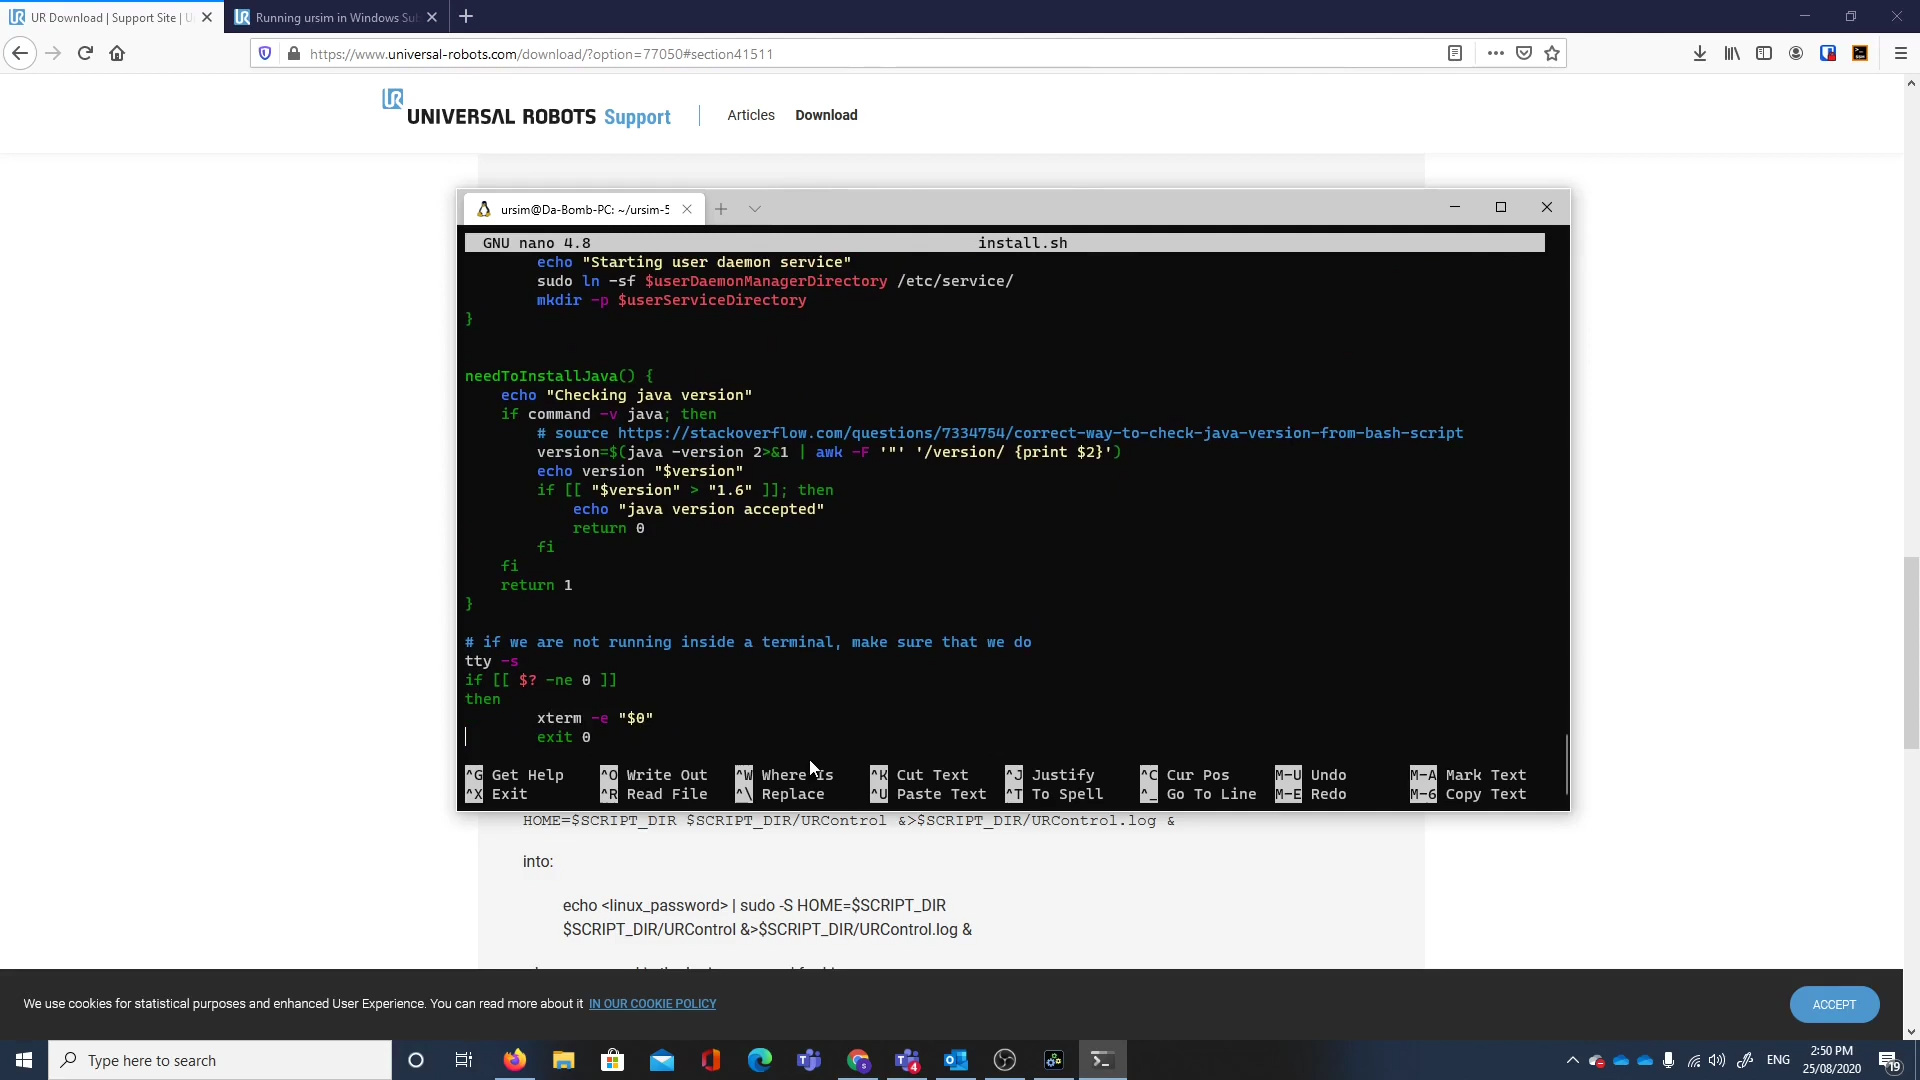 UR Download | Support Site | U
Running ursim in Windows Su
https://www.universal-robots.com/download/?option=77050#section41511
UNIVERSAL ROBOTS Support
Articles
Download
ursim@Da-Bomb-PC: ~/ursim-5
GNU nano 4.8
install.sh
echo "Starting user daemon service"
sudo ln -sf $userDaemonManagerDirectory /etc/service/
mkdir -p $userServiceDirectory
}
needToInstallJava() {
echo "Checking java version"
if command -v java; then
# source https://stackoverflow.com/questions/7334754/correct-way-to-check-java-version-from-bash-script
version=$(java -version 2>&1 | awk -F '"' '/version/ {print $2}')
echo version "$version"
if [[ "$version" > "1.6" ]]; then
echo "java version accepted"
return 0
fi
fi
return 1
}
# if we are not running inside a terminal, make sure that we do
tty -s
if [[ $? -ne 0 ]]
then
xterm -e "$0"
exit 0
^G Get Help ^O Write Out ^W Where Is ^K Cut Text ^J Justify ^C Cur Pos M-U Undo M-A Mark Text
^X Exit ^R Read File ^\ Replace ^U Paste Text ^T To Spell ^_ Go To Line M-E Redo M-6 Copy Text
HOME=$SCRIPT_DIR $SCRIPT_DIR/URControl &>$SCRIPT_DIR/URControl.log &
into:
echo <linux_password> | sudo -S HOME=$SCRIPT_DIR
$SCRIPT_DIR/URControl &>$SCRIPT_DIR/URControl.log &
We use cookies for statistical purposes and enhanced User Experience. You can read more about it IN OUR COOKIE POLICY
ACCEPT
Type here to search
ENG
2:50 PM
25/08/2020
19